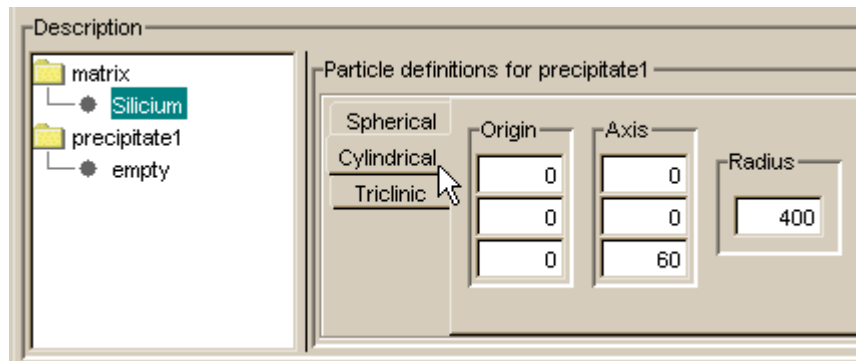 Description
matrix
Silicium
precipitate1
empty
Particle definitions for precipitate1
Spherical
Cylindrical
Triclinic
Origin
0
0
0
Axis
0
0
60
Radius
400